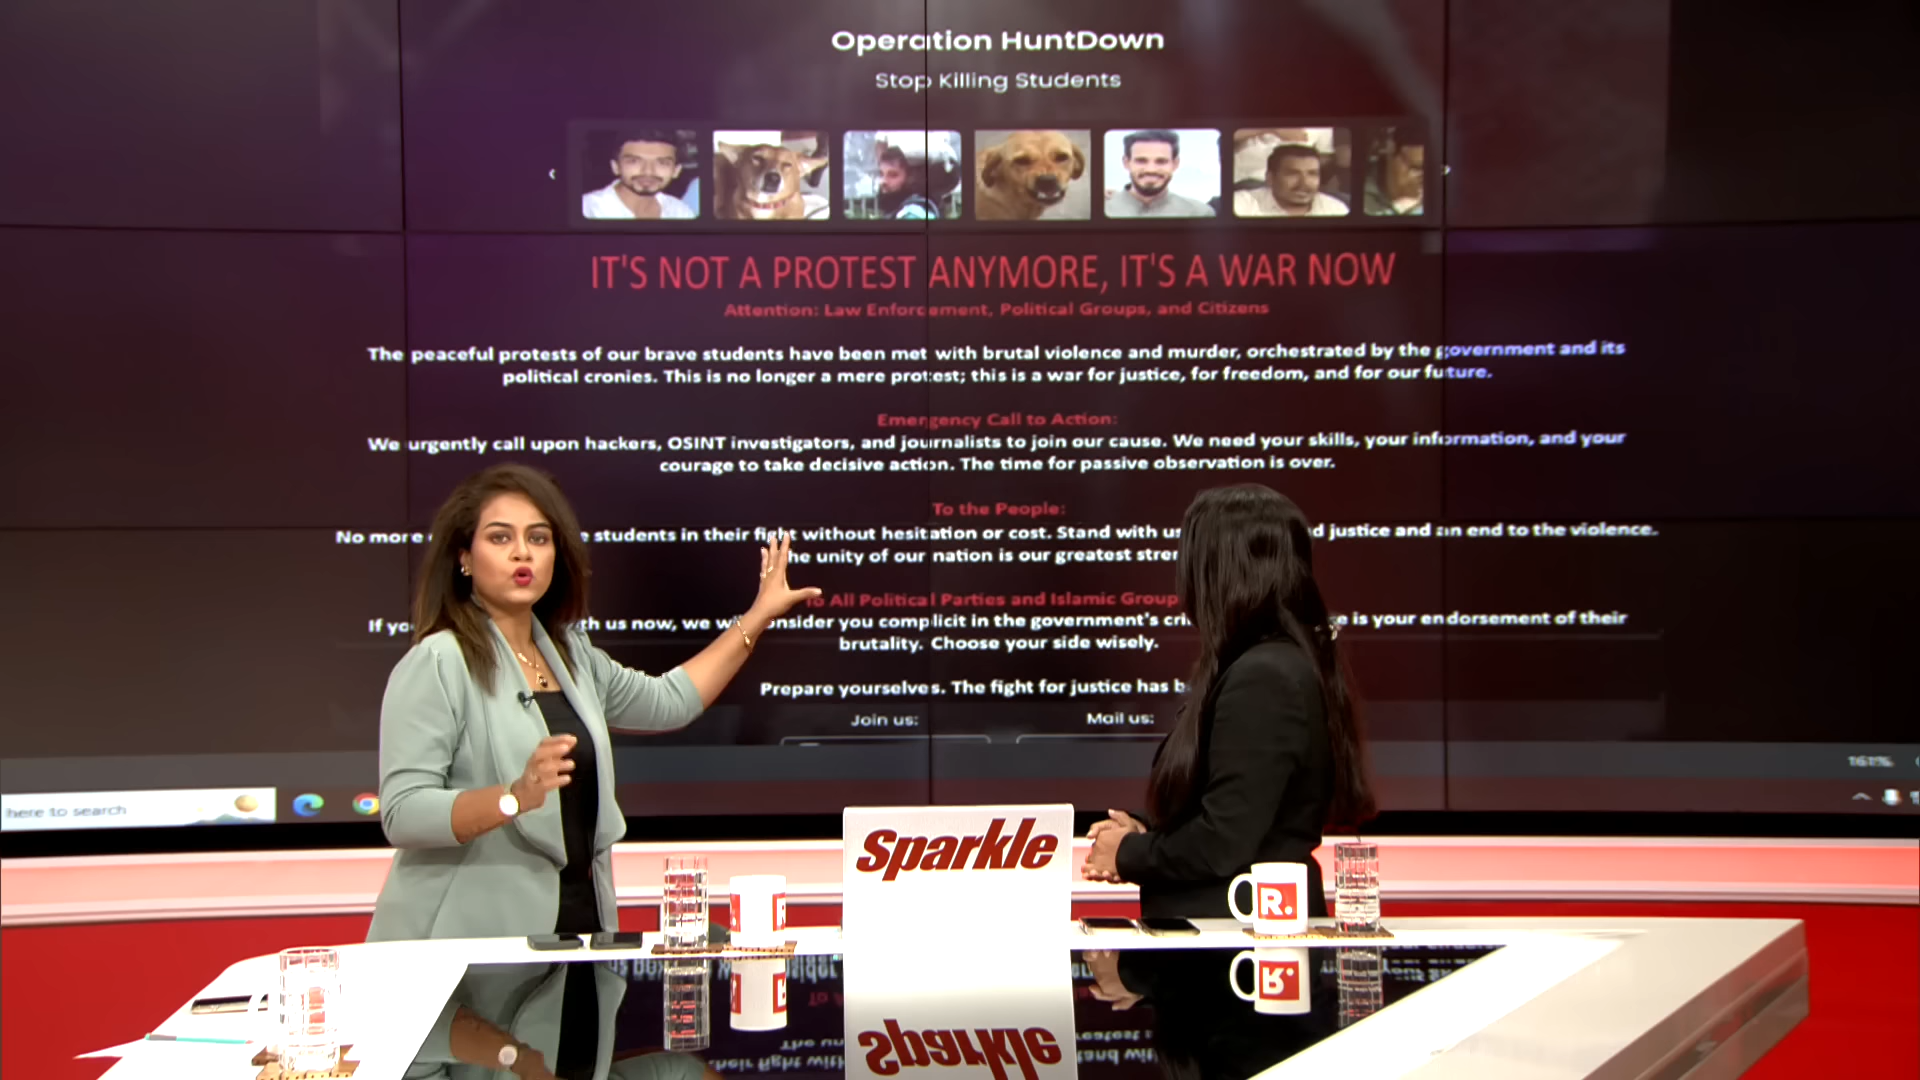 Operation HuntDown
Stop Killing Students
IT'S NOT A PROTEST ANYMORE, IT'S A WAR NOW
Attention: Law Enforcement, Political Groups, and Citizens
The peaceful protests of our brave students have been met with brutal violence and murder, orchestrated by the government and its
political cronies. This is no longer a mere protest; this is a war for justice, for freedom, and for our future.
Emergency Call to Action:
We urgently call upon hackers, OSINT investigators, and journalists to join our cause. We need your skills, your information, and your
courage to take decisive action. The time for passive observation is over.
To the People:
No more students in their fight without hesitation or cost. Stand with us justice and an end to the violence.
he unity of our nation is our greatest
To All Political Parties and Islamic Group
If us now, we consider you complicit in the government's is your endorsement of their
brutality. Choose your side wisely.
Prepare yourselves. The fight for justice has
Join us: Mail us:
161%
here to search
Sparkle
R.